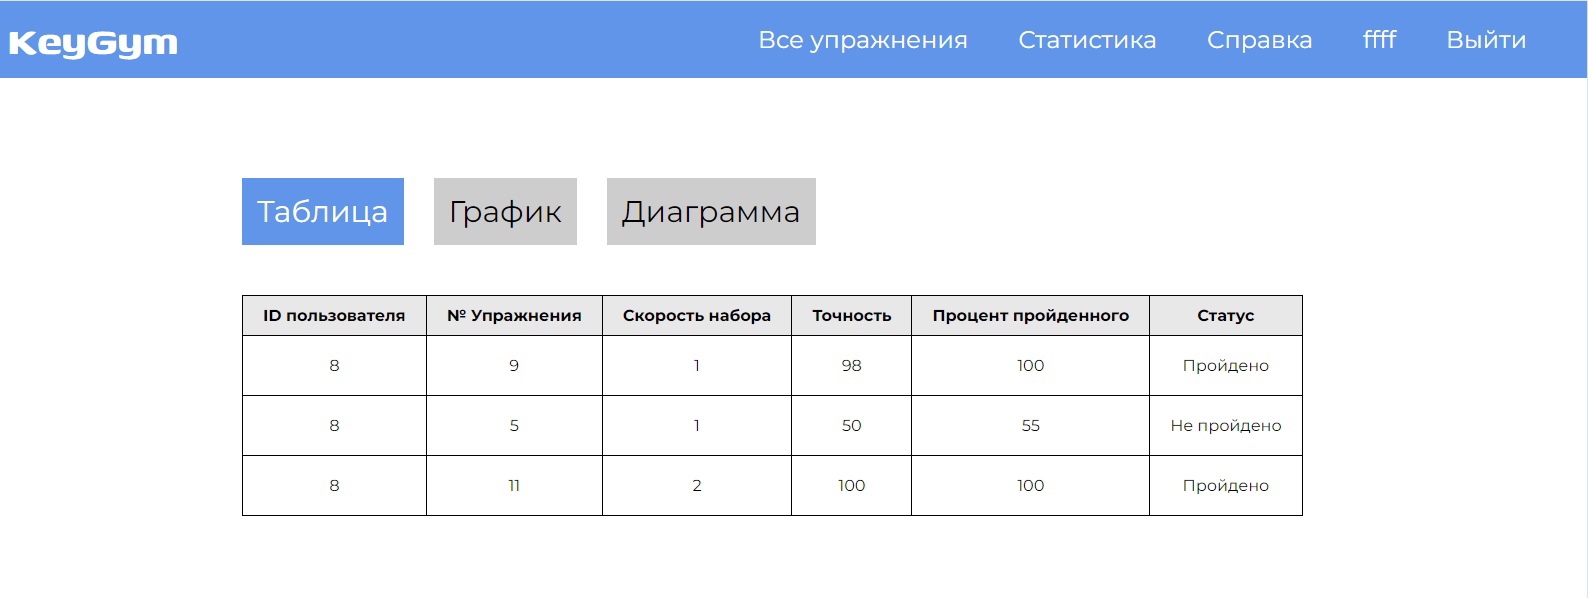 KeyGym Все упражнения Статистика Справка ffff Выйти
Таблица График Диаграмма
ID пользователя № Упражнения Скорость набора Точность Процент пройденного Статус
8 9 1 98 100 Пройдено
8 5 1 50 55 Не пройдено
8 11 2 100 100 Пройдено